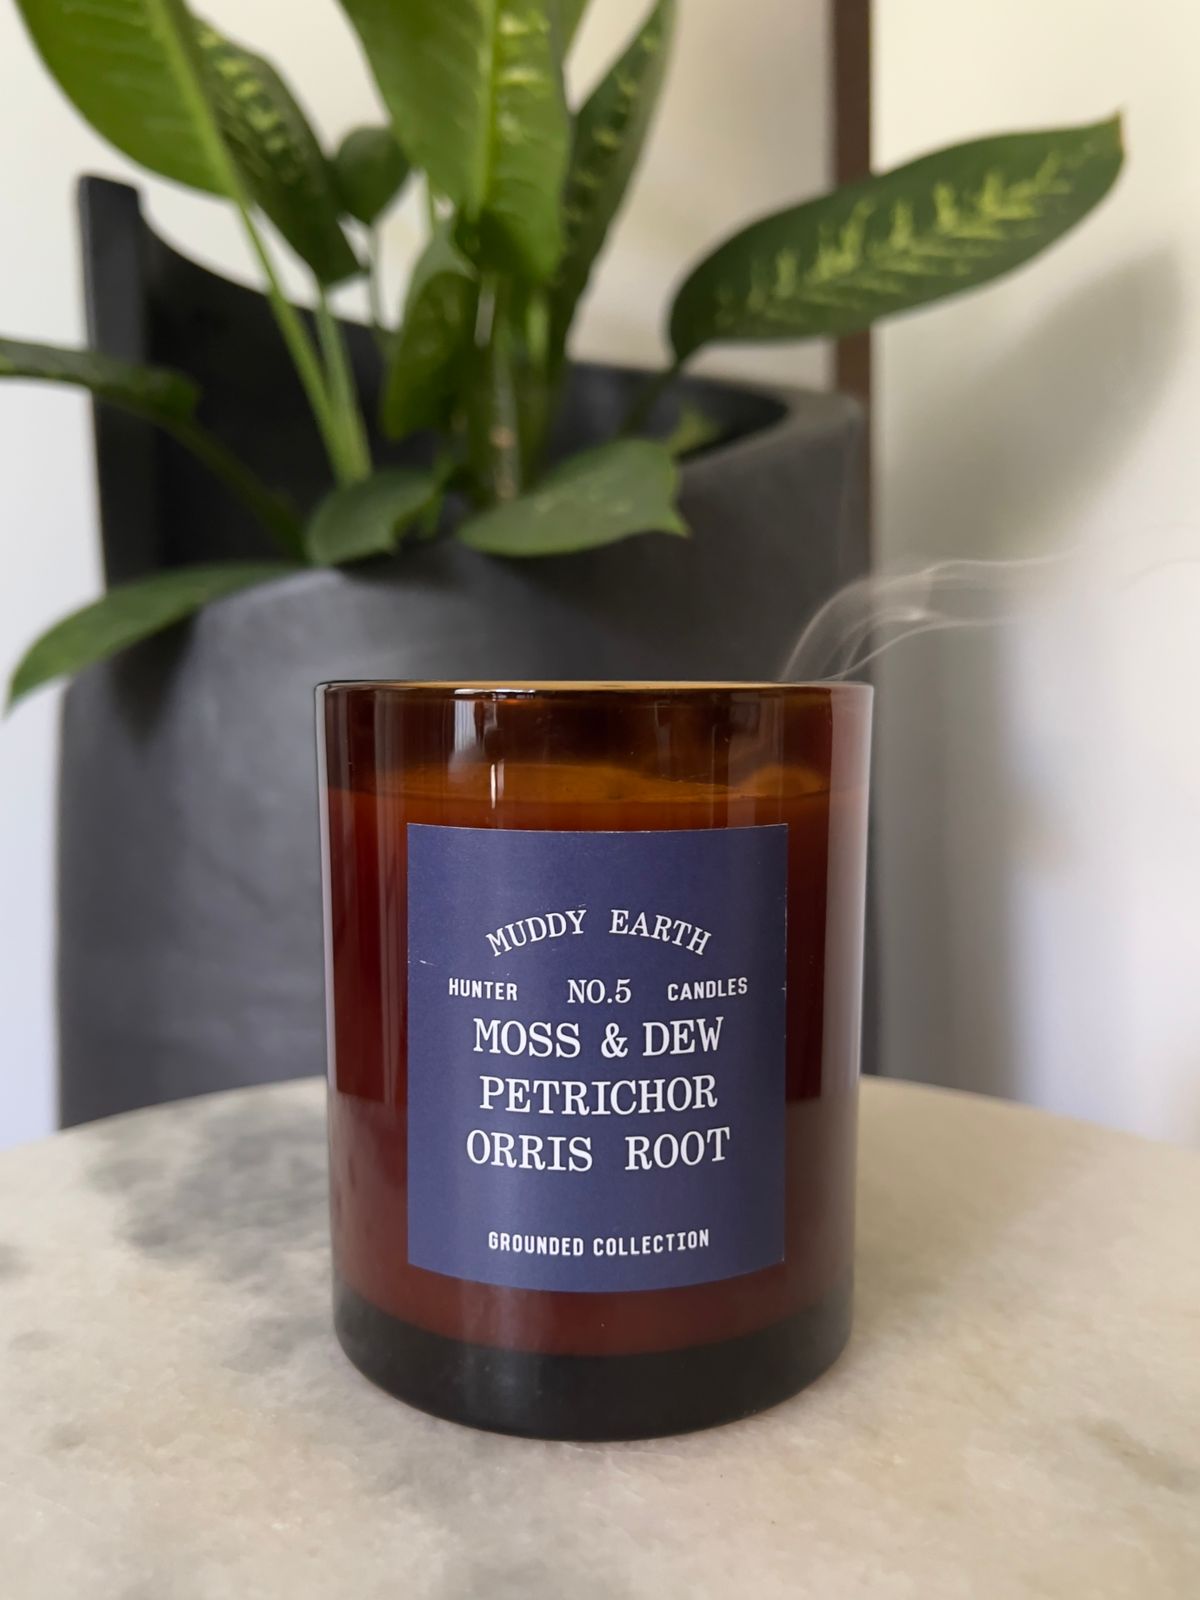 MUDDY EARTH
HUNTER NO.5 CANDLES
MOSS & DEW
PETRICHOR
ORRIS ROOT
GROUNDED COLLECTION